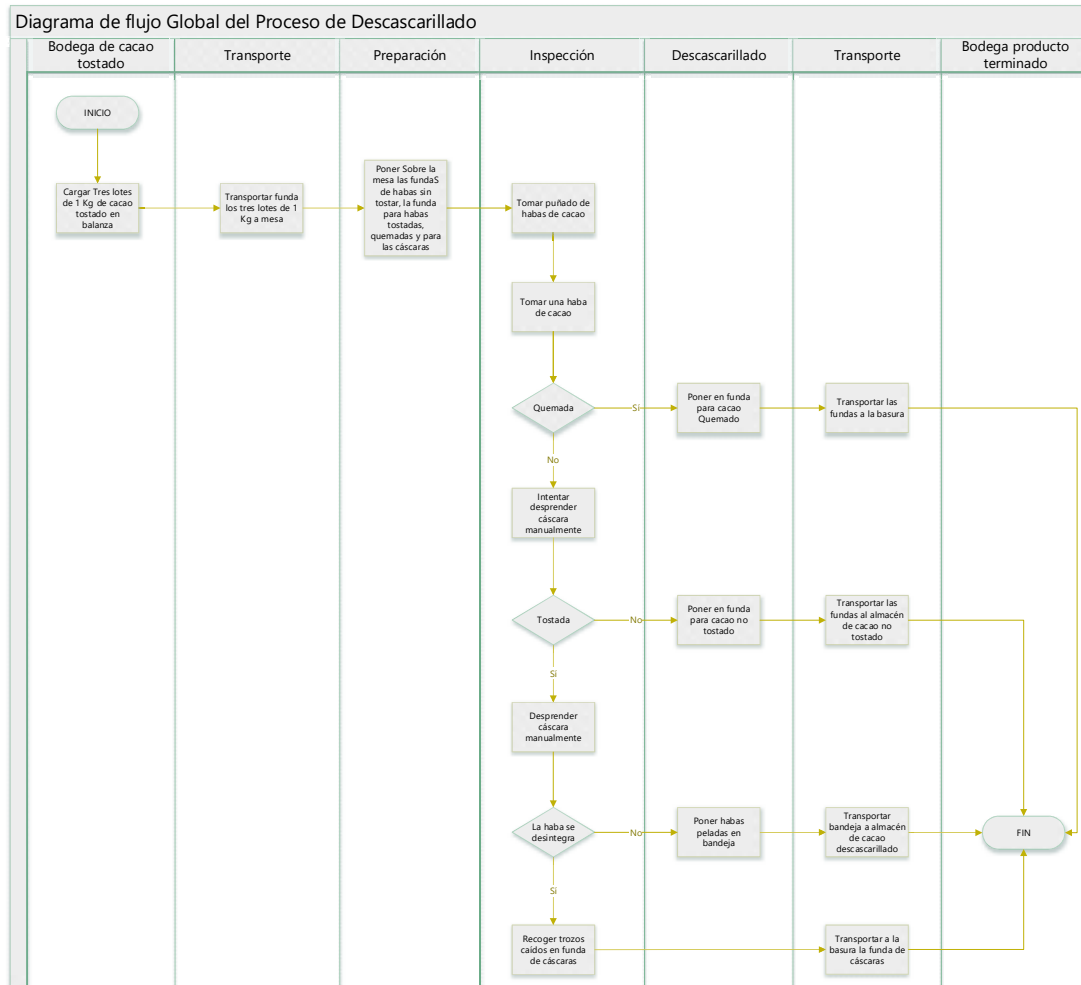 Diagrama de flujo Global del Proceso de Descascarillado
Bodega de cacao
tostado
Transporte
Preparación
Inspección
Descascarillado
Transporte
Bodega producto
terminado
INICIO
Cargar Tres lotes
de 1 Kg de cacao
tostado en
balanza
Transportar funda
los tres lotes de 1
Kg a mesa
Poner Sobre la
mesa las fundaS
de habas sin
tostar, la funda
para habas
tostadas,
quemadas y para
las cáscaras
Tomar puñado de
habas de cacao
Tomar una haba
de cacao
Quemada
Sí
Poner en funda
para cacao
Quemado
Transportar las
fundas a la basura
No
Intentar
desprender
cáscara
manualmente
Tostada
No
Poner en funda
para cacao no
tostado
Transportar las
fundas al almacén
de cacao no
tostado
Sí
Desprender
cáscara
manualmente
La haba se
desintegra
No
Poner habas
peladas en
bandeja
Transportar
bandeja a almacén
de cacao
descascarillado
FIN
Sí
Recoger trozos
caídos en funda
de cáscaras
Transportar a la
basura la funda de
cáscaras